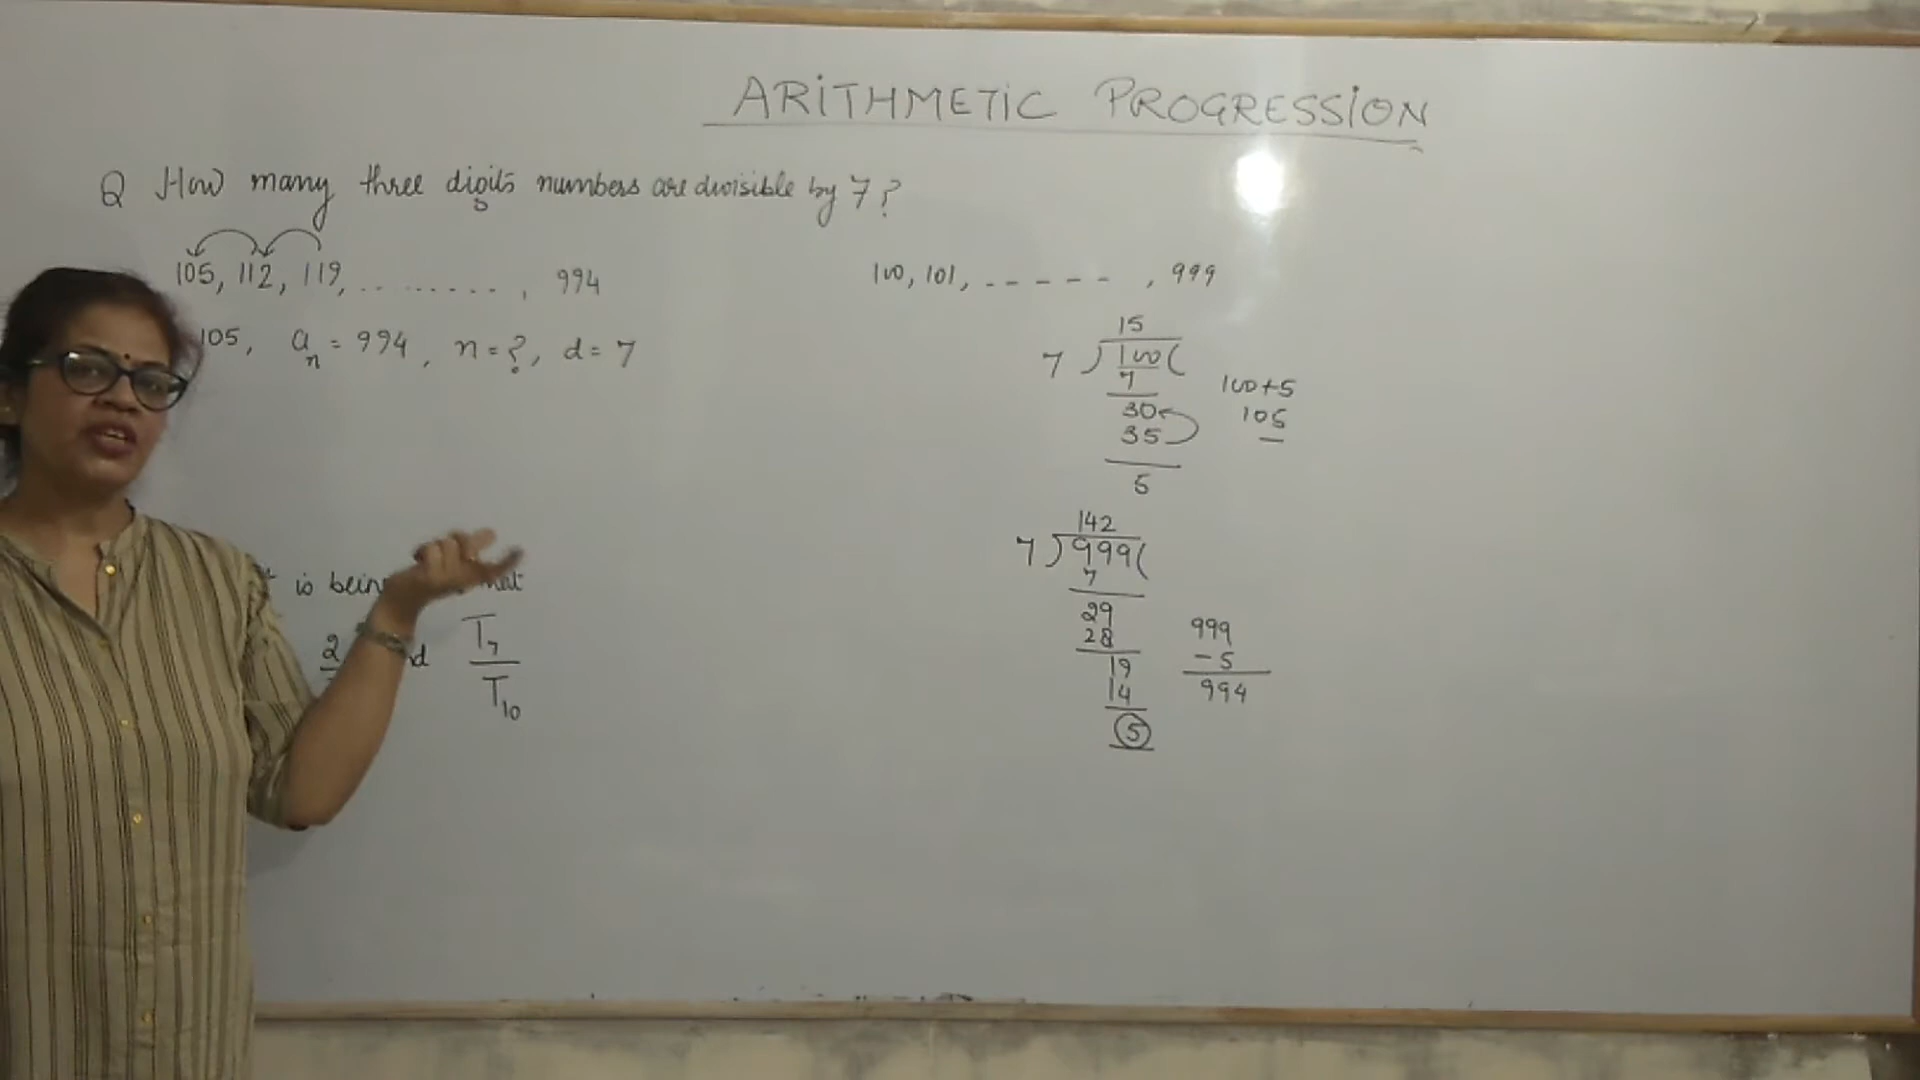 ARITHMETIC PROGRESSION
Q How many three digits numbers are divisible by 7?
105, 112, 119, ........., 994
105, aₙ = 994, n = ?, d = 7
is being
2
T₇
T₁₀
100, 101, - - - - - , 999
15
7 ) 100 (
7
30
35
5
100+5
105
142
7 ) 999 (
7
29
28
19
14
5
999
- 5
994